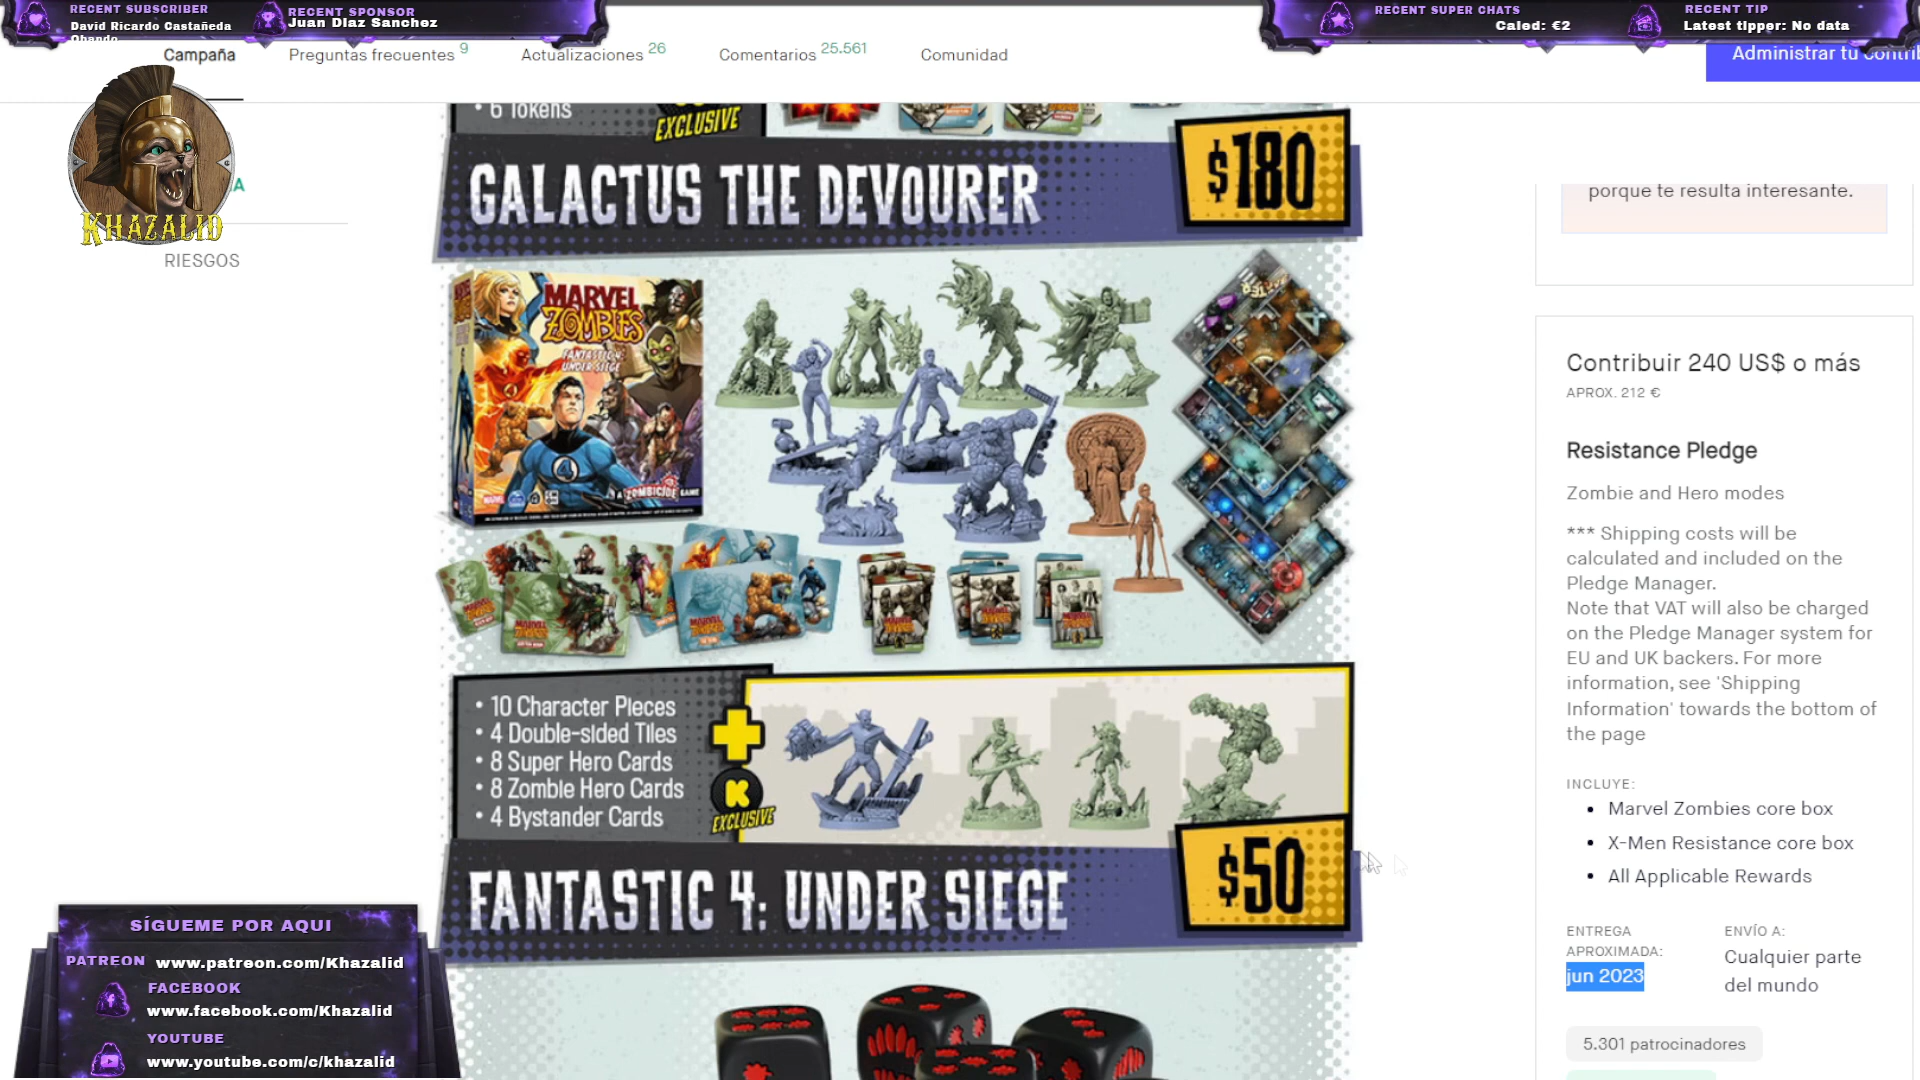 RECENT SUBSCRIBER
David Ricardo Castañeda
Obando
RECENT SPONSOR
Juan Diaz Sanchez
RECENT SUPER CHATS
Caled: €2
RECENT TIP
Latest tipper: No data
Campaña
Preguntas frecuentes 9
Actualizaciones 26
Comentarios 25.561
Comunidad
Administrar tu contrib
KHAZALID
A
RIESGOS
• 6 Tokens
EXCLUSIVE
GALACTUS THE DEVOURER
$180
MARVEL
ZOMBIES
FANTASTIC 4:
UNDER SIEGE
MARVEL
A ZOMBICIDE GAME
• 10 Character Pieces
• 4 Double-sided Tiles
• 8 Super Hero Cards
• 8 Zombie Hero Cards
• 4 Bystander Cards
K
EXCLUSIVE
FANTASTIC 4: UNDER SIEGE
$50
porque te resulta interesante.
Contribuir 240 US$ o más
APROX. 212 €
Resistance Pledge
Zombie and Hero modes
*** Shipping costs will be
calculated and included on the
Pledge Manager.
Note that VAT will also be charged
on the Pledge Manager system for
EU and UK backers. For more
information, see 'Shipping
Information' towards the bottom of
the page
INCLUYE:
• Marvel Zombies core box
• X-Men Resistance core box
• All Applicable Rewards
ENTREGA
APROXIMADA:
jun 2023
ENVÍO A:
Cualquier parte
del mundo
5.301 patrocinadores
SÍGUEME POR AQUI
PATREON www.patreon.com/Khazalid
FACEBOOK
www.facebook.com/Khazalid
YOUTUBE
www.youtube.com/c/khazalid